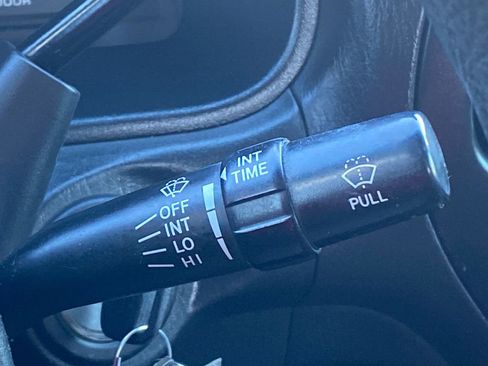 INT
TIME
OFF
INT
LO
HI
PULL